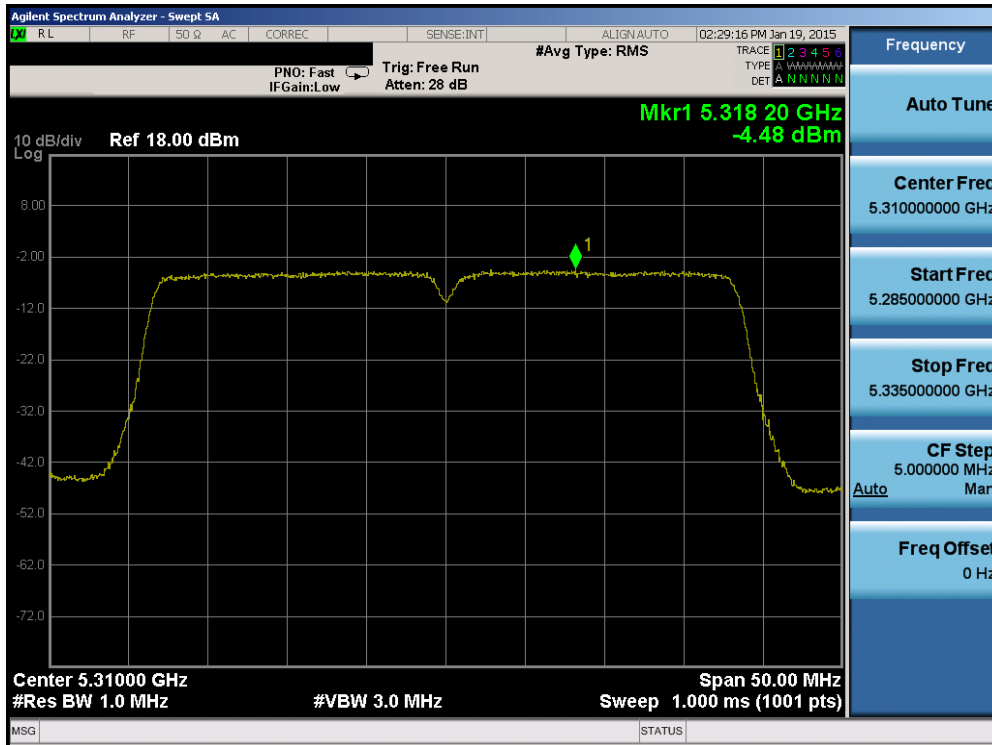 Agilent Spectrum Analyzer - Swept SA
LXI RL RF 50 Ω AC CORREC SENSE:INT ALIGN AUTO 02:29:16 PM Jan 19, 2015
#Avg Type: RMS
TRACE 1 2 3 4 5 6
PNO: Fast Trig: Free Run
TYPE A WWWWW
IFGain:Low Atten: 28 dB
DET A N N N N N
Mkr1 5.318 20 GHz
-4.48 dBm
10 dB/div Ref 18.00 dBm
Log
1
8.00
-2.00
-12.0
-22.0
-32.0
-42.0
-52.0
-62.0
-72.0
Center 5.31000 GHz Span 50.00 MHz
#Res BW 1.0 MHz #VBW 3.0 MHz Sweep 1.000 ms (1001 pts)
MSG STATUS
Frequency
Auto Tune
Center Freq
5.310000000 GHz
Start Freq
5.285000000 GHz
Stop Freq
5.335000000 GHz
CF Step
5.000000 MHz
Auto Man
Freq Offset
0 Hz